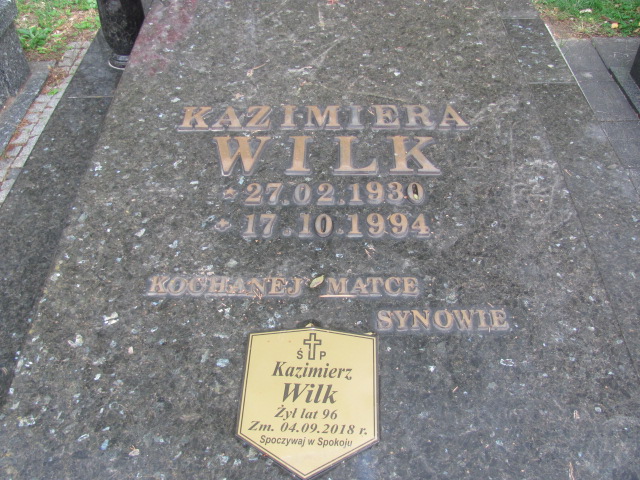 KAZIMIERA
WILK
* 27.02.1930
+ 17.10.1994
KOCHANEJ MATCE
SYNOWIE
Ś P
Kazimierz
Wilk
Żył lat 96
Zm. 04.09.2018 r.
Spoczywaj w Spokoju